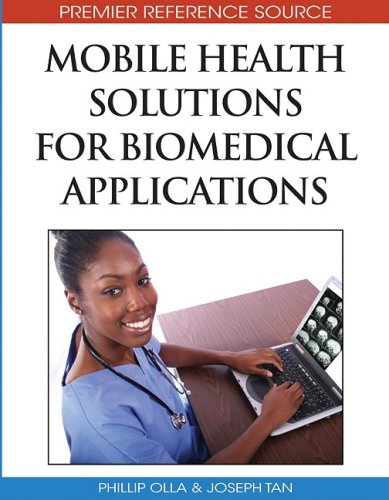 PREMIER REFERENCE SOURCE
MOBILE HEALTH
SOLUTIONS
FOR BIOMEDICAL
APPLICATIONS
PHILLIP OLLA & JOSEPH TAN